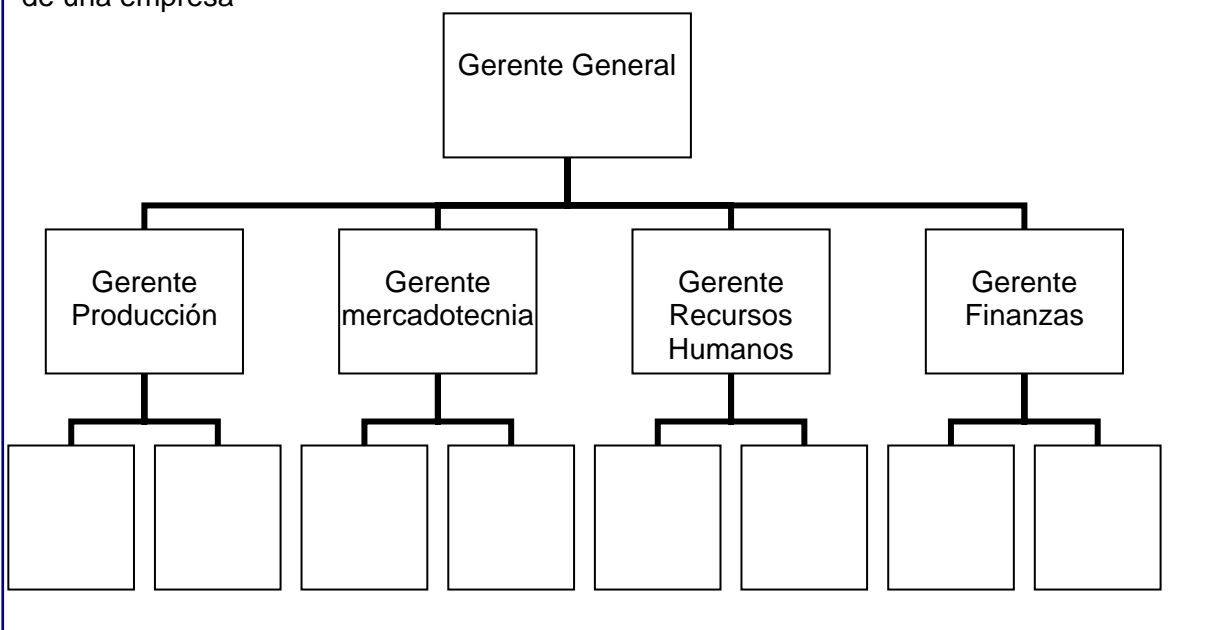 de una empresa
Gerente General
Gerente
Producción
Gerente
mercadotecnia
Gerente
Recursos
Humanos
Gerente
Finanzas